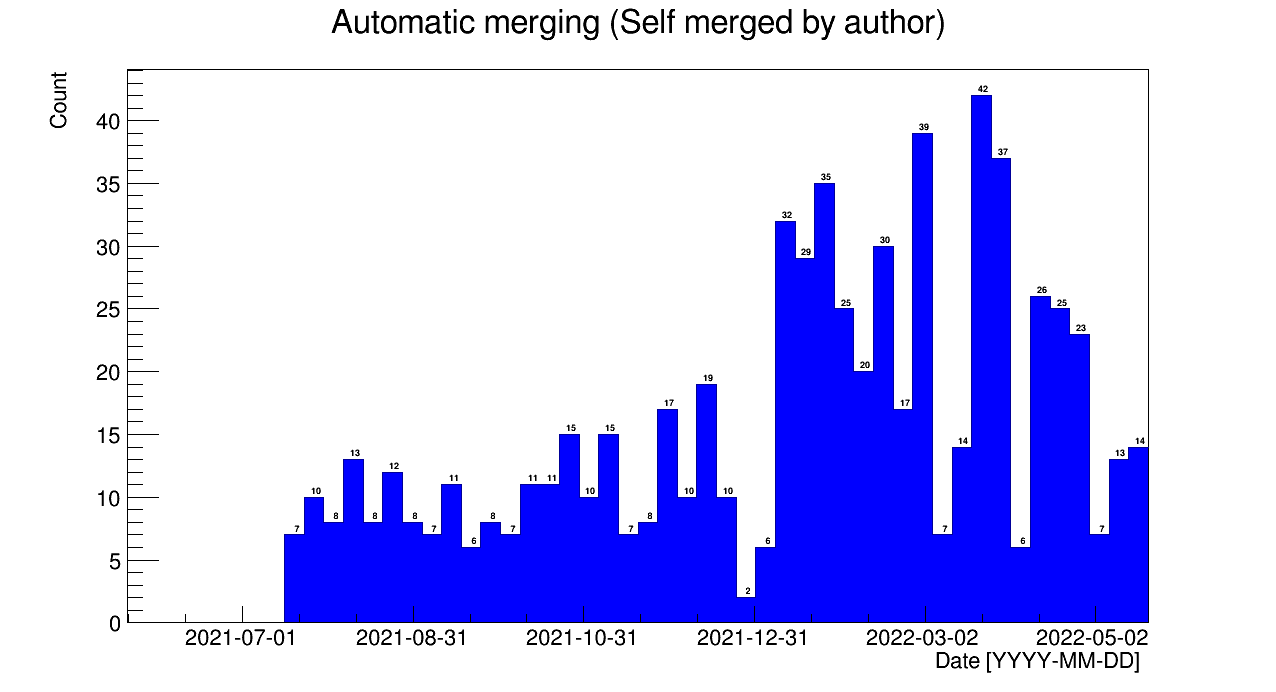 Automatic merging (Self merged by author)
Count
40
35
30
25
20
15
10
5
0
7 10 8 13 8 12 8 7 11 6 8 7 11 11 15 10 15 7 8 17 10 19 10 2 6 32 29 35 25 20 30 17 39 7 14 42 37 6 26 25 23 7 13 14
2021-07-01 2021-08-31 2021-10-31 2021-12-31 2022-03-02 2022-05-02
Date [YYYY-MM-DD]